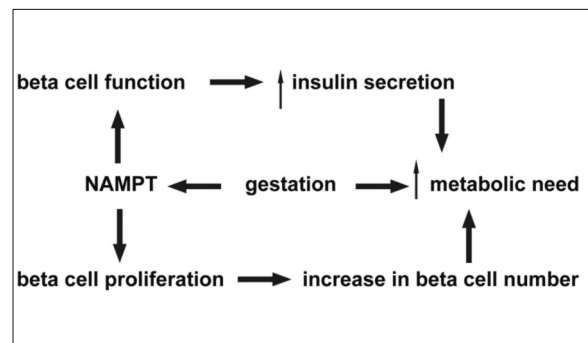 beta cell function insulin secretion
NAMPT gestation metabolic need
beta cell proliferation increase in beta cell number